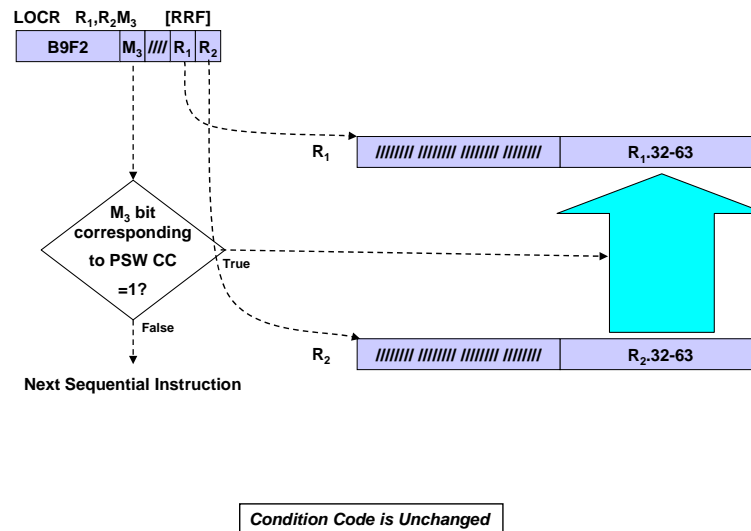 LOCR R₁,R₂M₃ [RRF]
B9F2 M₃ //// R₁ R₂
R₁ //////// //////// //////// //////// R₁.32-63
M₃ bit
corresponding
to PSW CC
=1?
True
False
R₂ //////// //////// //////// //////// R₂.32-63
Next Sequential Instruction
Condition Code is Unchanged